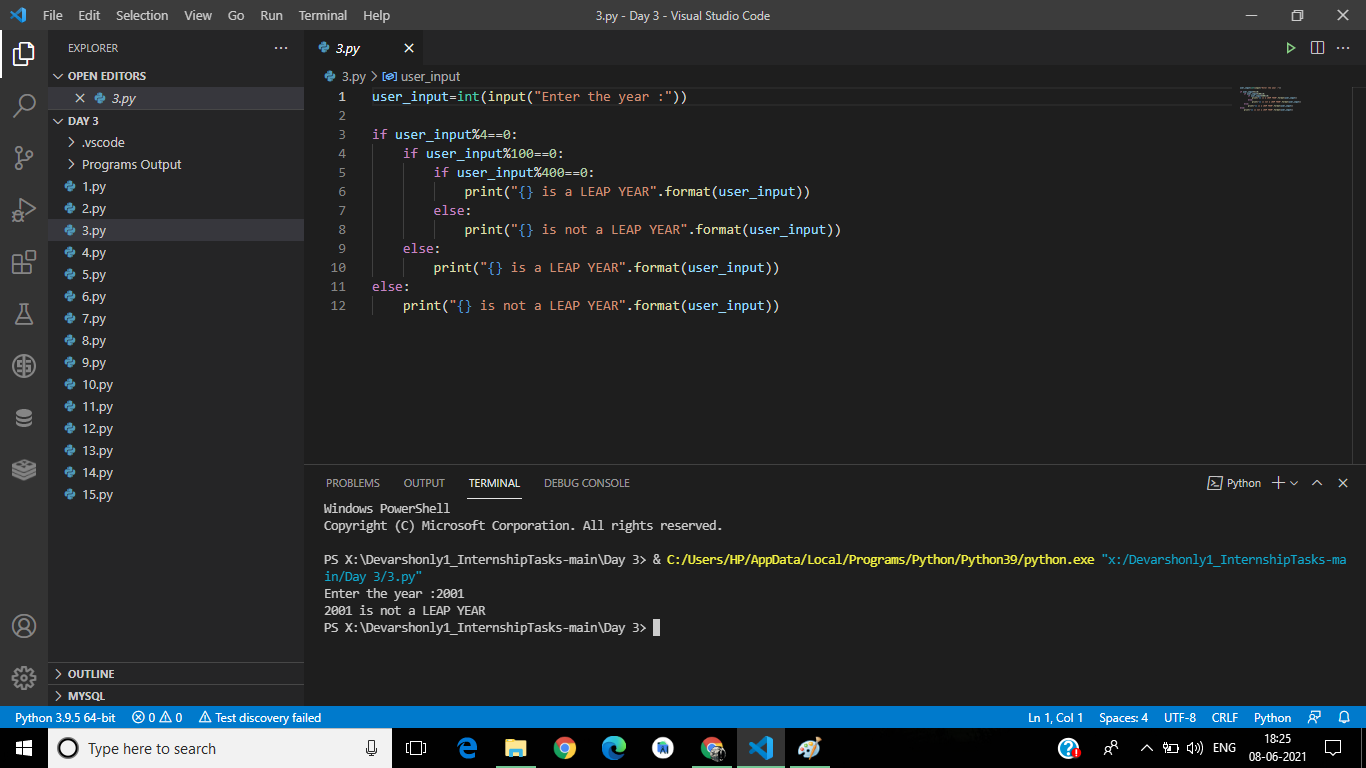 File Edit Selection View Go Run Terminal Help
3.py - Day 3 - Visual Studio Code
EXPLORER
OPEN EDITORS
3.py
DAY 3
.vscode
Programs Output
1.py
2.py
3.py
4.py
5.py
6.py
7.py
8.py
9.py
10.py
11.py
12.py
13.py
14.py
15.py
OUTLINE
MYSQL
3.py
3.py > user_input
1 user_input=int(input("Enter the year :"))
2
3 if user_input%4==0:
4     if user_input%100==0:
5         if user_input%400==0:
6             print("{} is a LEAP YEAR".format(user_input))
7         else:
8             print("{} is not a LEAP YEAR".format(user_input))
9     else:
10         print("{} is a LEAP YEAR".format(user_input))
11 else:
12     print("{} is not a LEAP YEAR".format(user_input))
PROBLEMS OUTPUT TERMINAL DEBUG CONSOLE
Python
Windows PowerShell
Copyright (C) Microsoft Corporation. All rights reserved.
PS X:\Devarshonly1_InternshipTasks-main\Day 3> & C:/Users/HP/AppData/Local/Programs/Python/Python39/python.exe "x:/Devarshonly1_InternshipTasks-ma
in/Day 3/3.py"
Enter the year :2001
2001 is not a LEAP YEAR
PS X:\Devarshonly1_InternshipTasks-main\Day 3>
Python 3.9.5 64-bit 0 0 Test discovery failed
Ln 1, Col 1 Spaces: 4 UTF-8 CRLF Python
Type here to search
ENG
18:25
08-06-2021